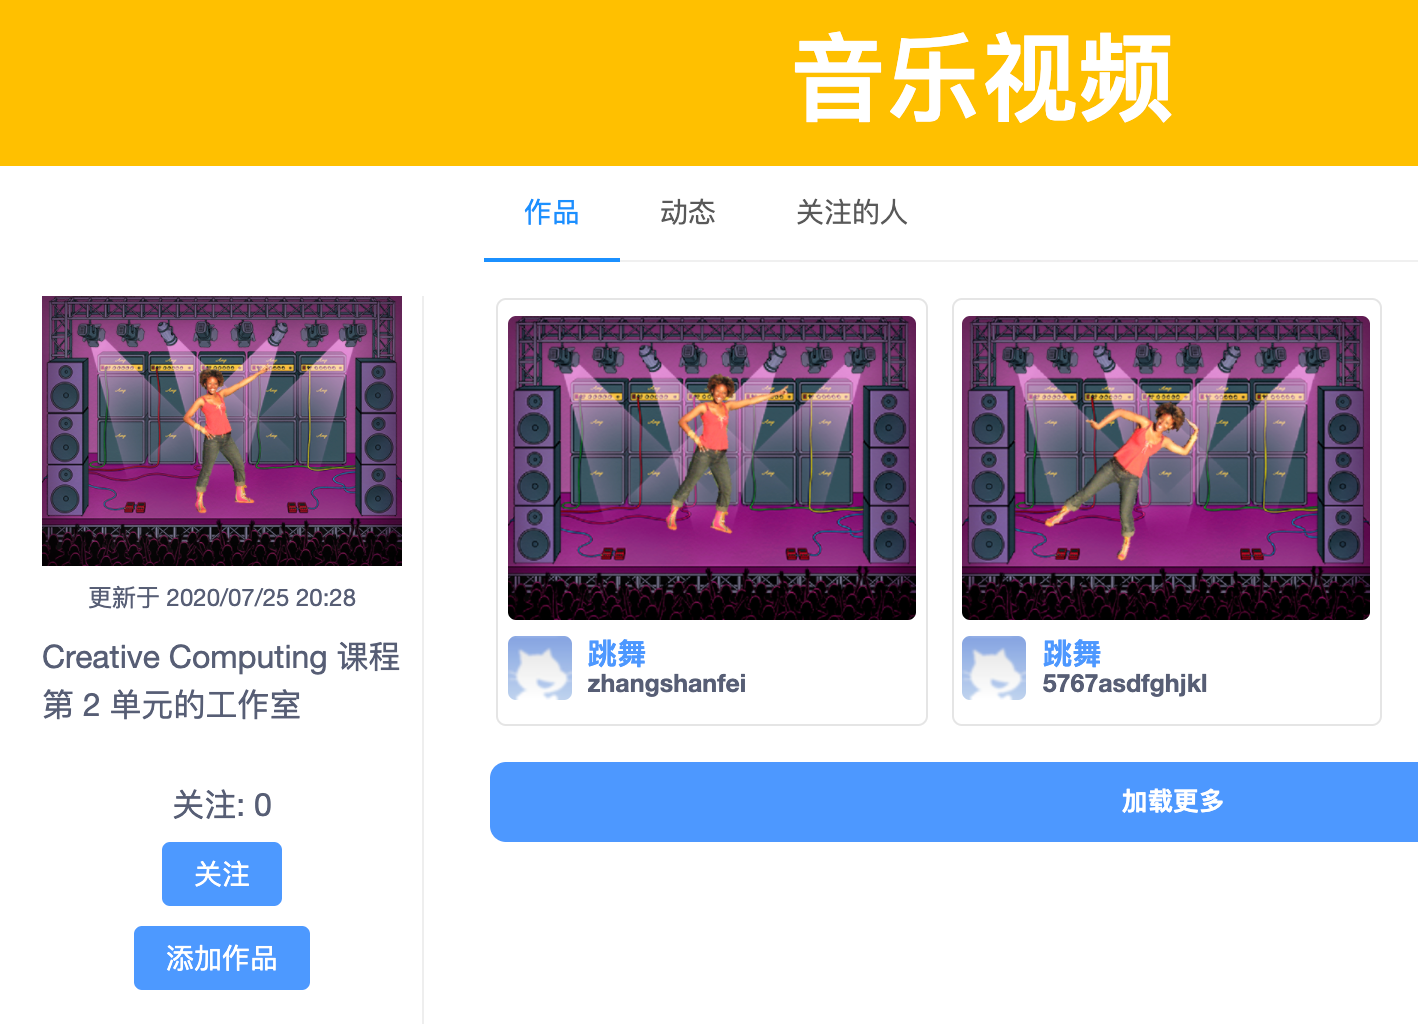 音乐视频
作品
动态
关注的人
更新于 2020/07/25 20:28
Creative Computing 课程
第 2 单元的工作室
关注: 0
关注
添加作品
跳舞
zhangshanfei
跳舞
5767asdfghjkl
加载更多